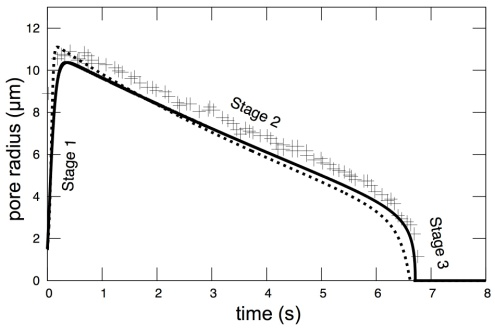 12
10
8
6
4
2
0
pore radius (μm)
Stage 1
Stage 2
Stage 3
0 1 2 3 4 5 6 7 8
time (s)